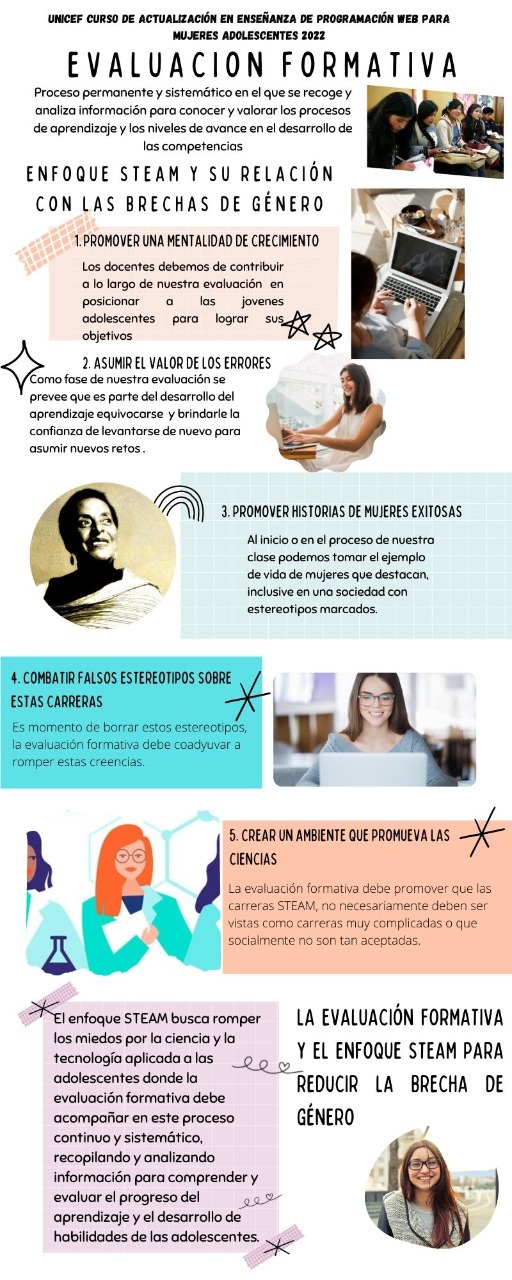 UNICEF CURSO DE ACTUALIZACIÓN EN ENSEÑANZA DE PROGRAMACIÓN WEB PARA
MUJERES ADOLESCENTES 2022
EVALUACION FORMATIVA
Proceso permanente y sistemático en el que se recoge y
analiza información para conocer y valorar los procesos
de aprendizaje y los niveles de avance en el desarrollo de
las competencias
ENFOQUE STEAM Y SU RELACIÓN
CON LAS BRECHAS DE GÉNERO
1. PROMOVER UNA MENTALIDAD DE CRECIMIENTO
Los docentes debemos de contribuir
a lo largo de nuestra evaluación en
posicionar a las jovenes
adolescentes para lograr sus
objetivos
2. ASUMIR EL VALOR DE LOS ERRORES
Como fase de nuestra evaluación se
prevee que es parte del desarrollo del
aprendizaje equivocarse y brindarle la
confianza de levantarse de nuevo para
asumir nuevos retos .
3. PROMOVER HISTORIAS DE MUJERES EXITOSAS
Al inicio o en el proceso de nuestra
clase podemos tomar el ejemplo
de vida de mujeres que destacan,
inclusive en una sociedad con
estereotipos marcados.
4. COMBATIR FALSOS ESTEREOTIPOS SOBRE
ESTAS CARRERAS
Es momento de borrar estos estereotipos,
la evaluación formativa debe coadyuvar a
romper estas creencias.
5. CREAR UN AMBIENTE QUE PROMUEVA LAS
CIENCIAS
La evaluación formativa debe promover que las
carreras STEAM, no necesariamente deben ser
vistas como carreras muy complicadas o que
socialmente no son tan aceptadas.
El enfoque STEAM busca romper
los miedos por la ciencia y la
tecnología aplicada a las
adolescentes donde la
evaluación formativa debe
acompañar en este proceso
continuo y sistemático,
recopilando y analizando
información para comprender y
evaluar el progreso del
aprendizaje y el desarrollo de
habilidades de las adolescentes.
LA EVALUACIÓN FORMATIVA
Y EL ENFOQUE STEAM PARA
REDUCIR LA BRECHA DE
GÉNERO